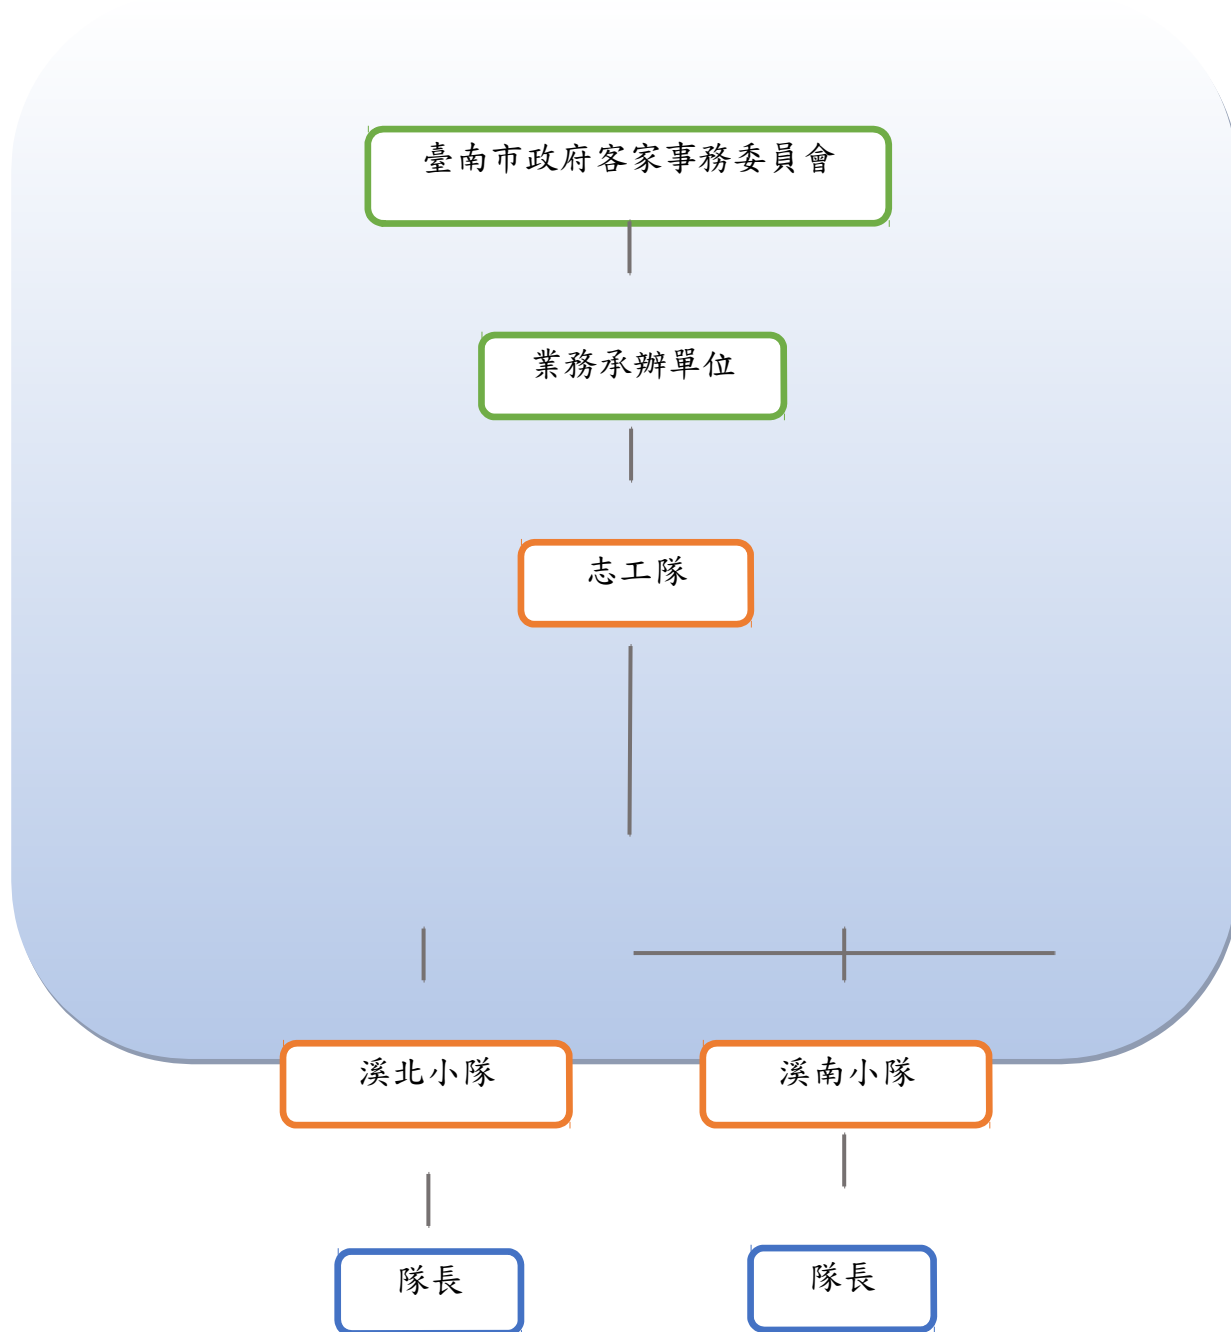 臺南市政府客家事務委員會
業務承辦單位
志工隊
溪北小隊
溪南小隊
隊長
隊長